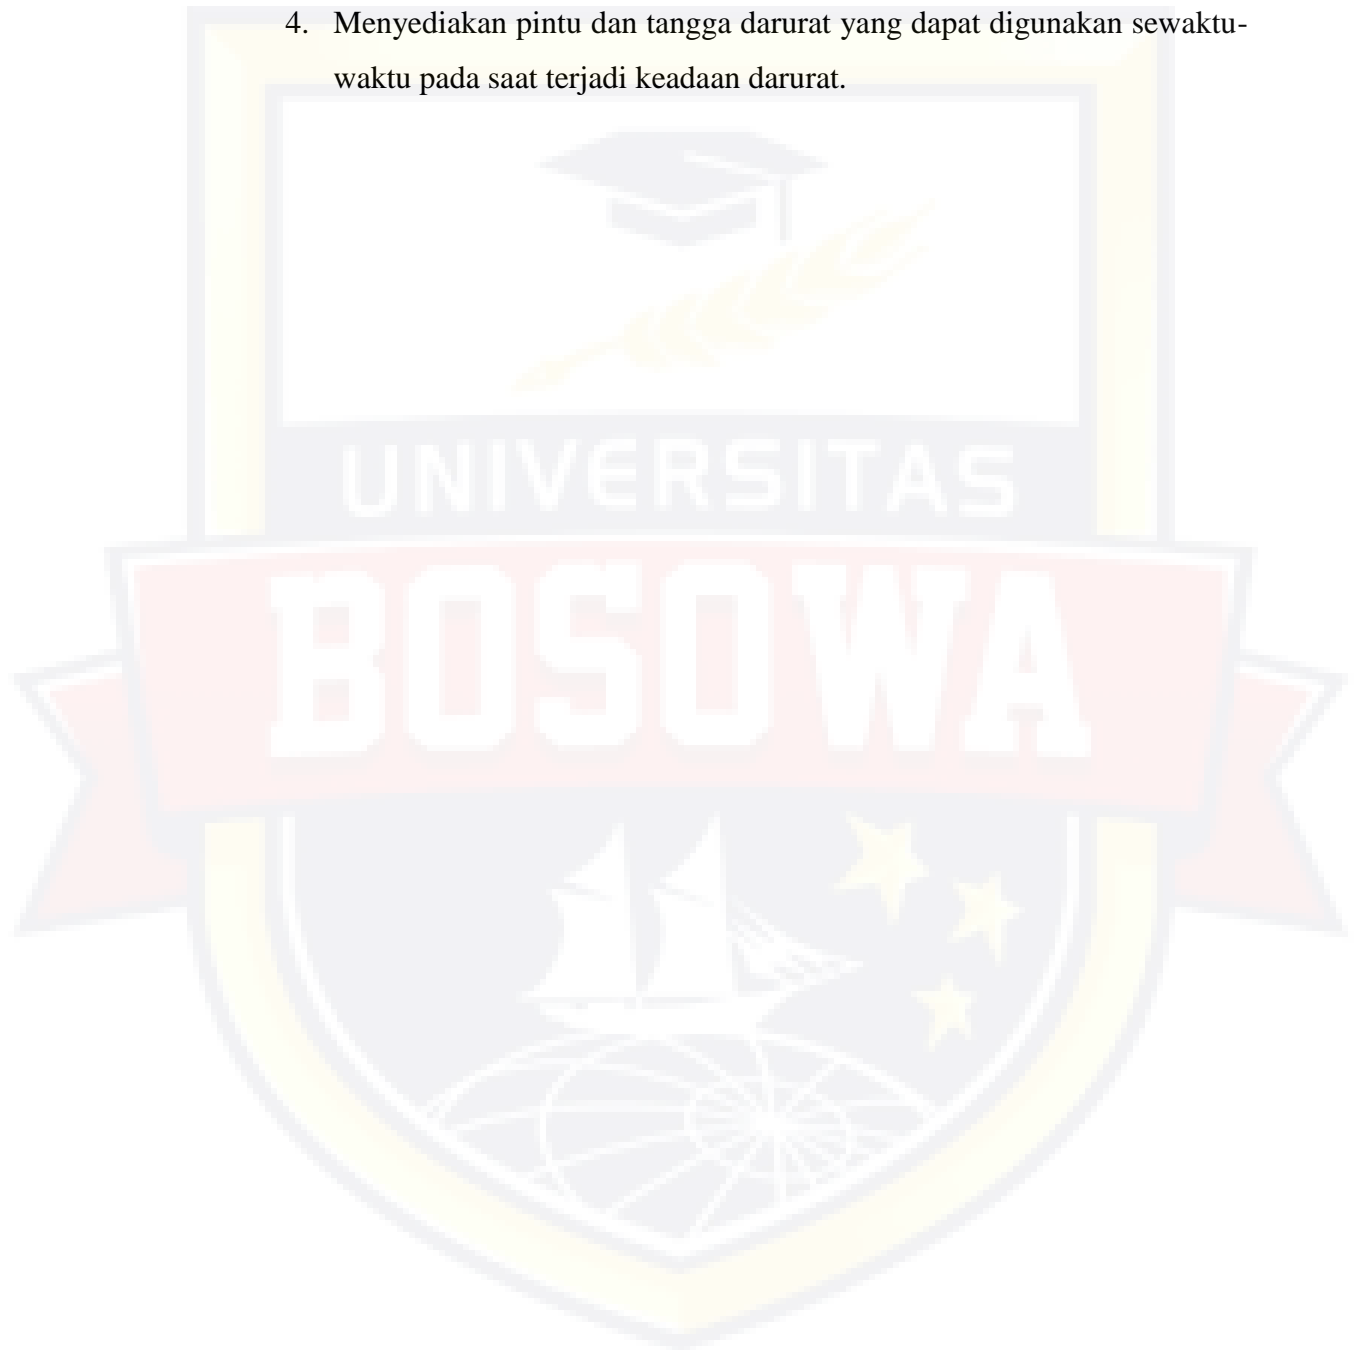 4. Menyediakan pintu dan tangga darurat yang dapat digunakan sewaktu-
waktu pada saat terjadi keadaan darurat.
UNIVERSITAS
BOSOWA